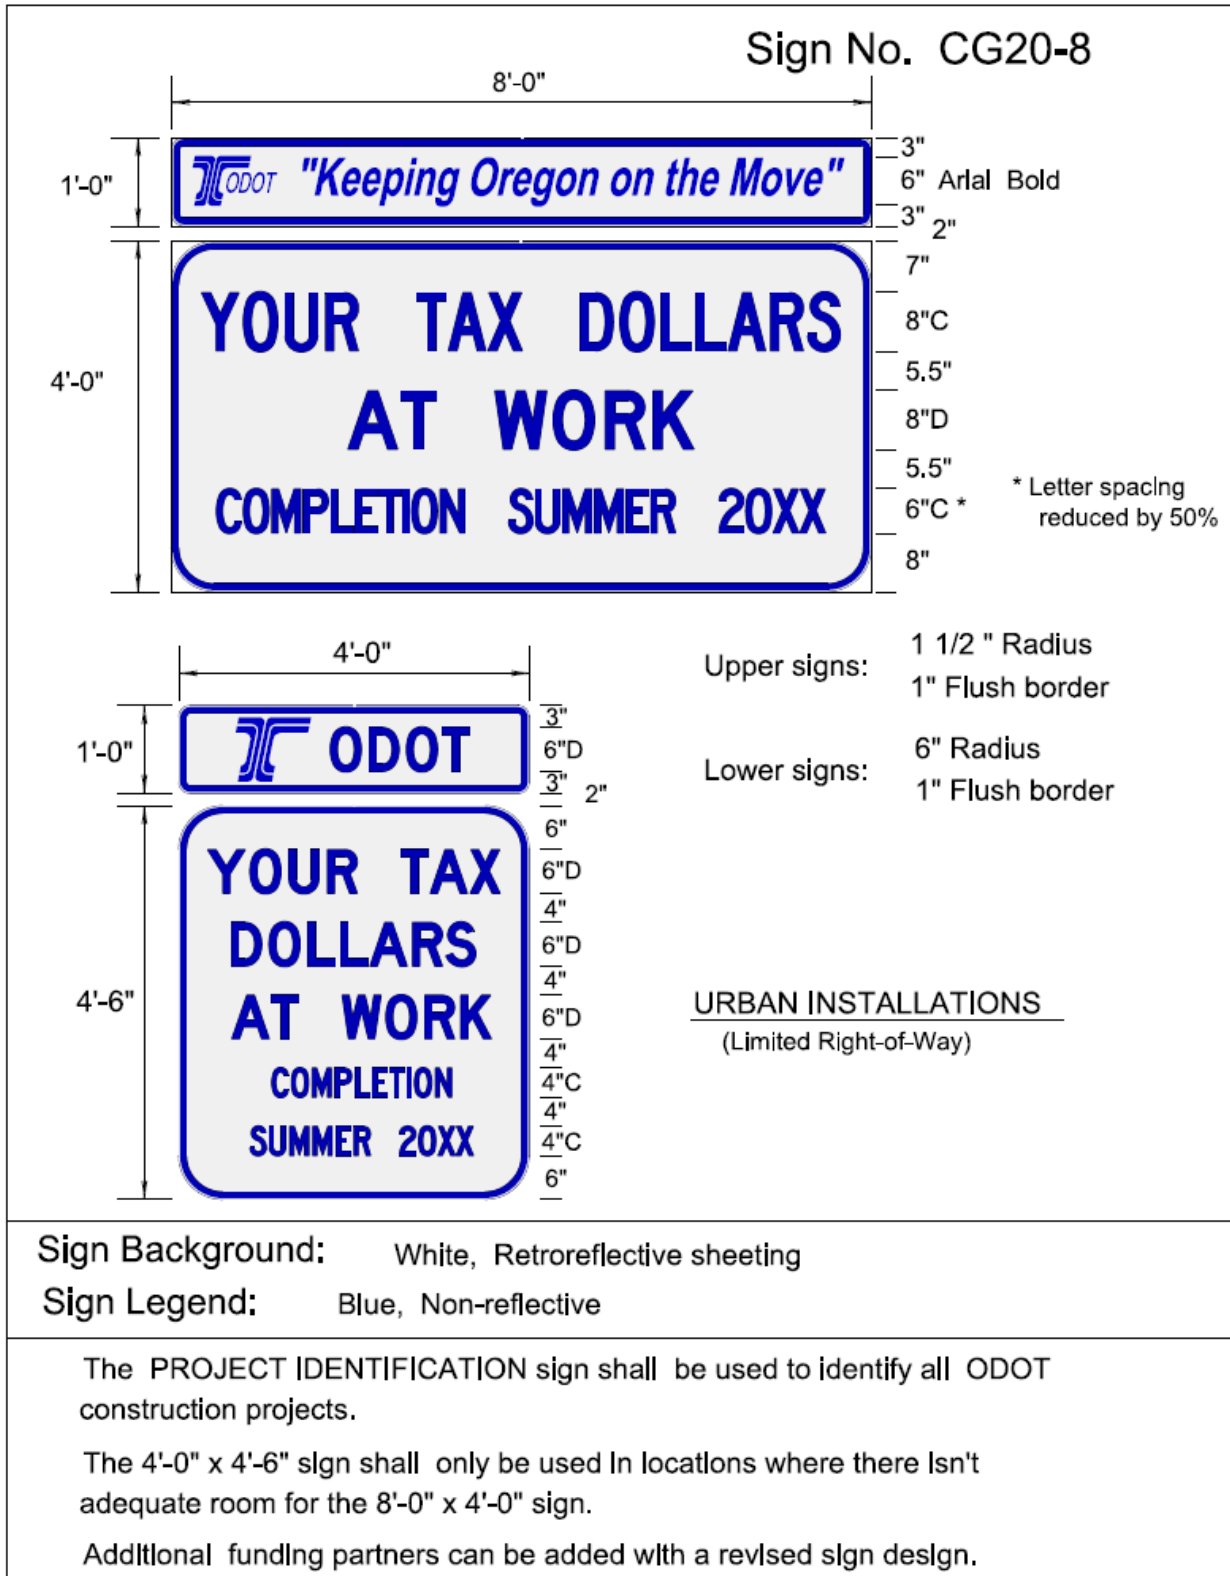 Sign No. CG20-8
8'-0"
1'-0"
ODOT "Keeping Oregon on the Move"
3"
6" Arial Bold
3"
2"
4'-0"
YOUR TAX DOLLARS
AT WORK
COMPLETION SUMMER 20XX
7"
8"C
5.5"
8"D
5.5"
6"C *
8"
* Letter spacing
reduced by 50%
4'-0"
1'-0"
ODOT
3"
6"D
3"
2"
Upper signs: 1 1/2 " Radius
1" Flush border
Lower signs: 6" Radius
1" Flush border
4'-6"
YOUR TAX
DOLLARS
AT WORK
COMPLETION
SUMMER 20XX
6"
6"D
4"
6"D
4"
6"D
4"
4"C
4"
4"C
6"
URBAN INSTALLATIONS
(Limited Right-of-Way)
Sign Background: White, Retroreflective sheeting
Sign Legend: Blue, Non-reflective
The PROJECT IDENTIFICATION sign shall be used to identify all ODOT
construction projects.
The 4'-0" x 4'-6" sign shall only be used in locations where there isn't
adequate room for the 8'-0" x 4'-0" sign.
Additional funding partners can be added with a revised sign design.